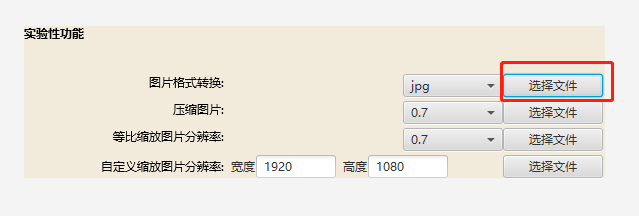 实验性功能
图片格式转换: jpg 选择文件
压缩图片: 0.7 选择文件
等比缩放图片分辨率: 0.7 选择文件
自定义缩放图片分辨率: 宽度 1920 高度 1080 选择文件